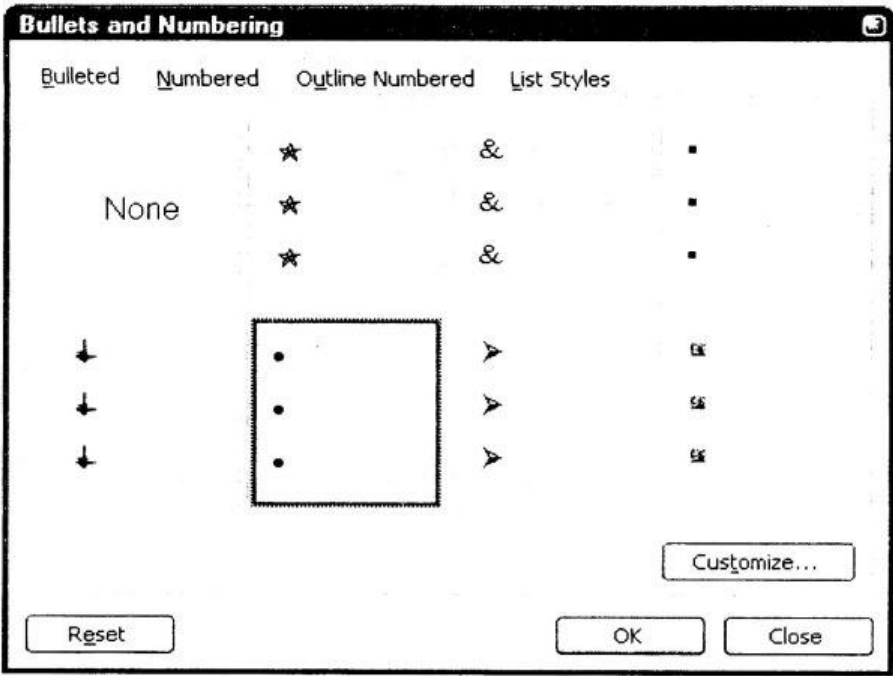 Bullets and Numbering
Bulleted Numbered Outline Numbered List Styles
None
&
&
&
Customize...
Reset OK Close